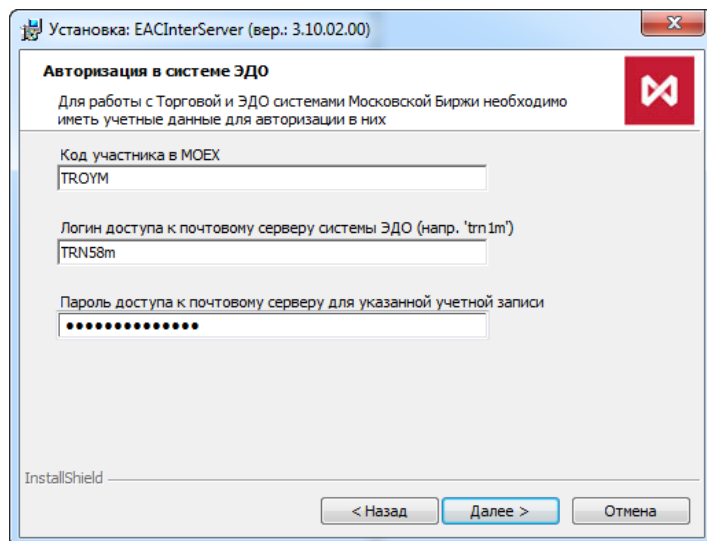 Установка: EACInterServer (вер.: 3.10.02.00)
Авторизация в системе ЭДО
Для работы с Торговой и ЭДО системами Московской Биржи необходимо
иметь учетные данные для авторизации в них
Код участника в MOEX
TROYM
Логин доступа к почтовому серверу системы ЭДО (напр. 'trn1m')
TRN58m
Пароль доступа к почтовому серверу для указанной учетной записи
••••••••••••••
InstallShield
< Назад
Далее >
Отмена